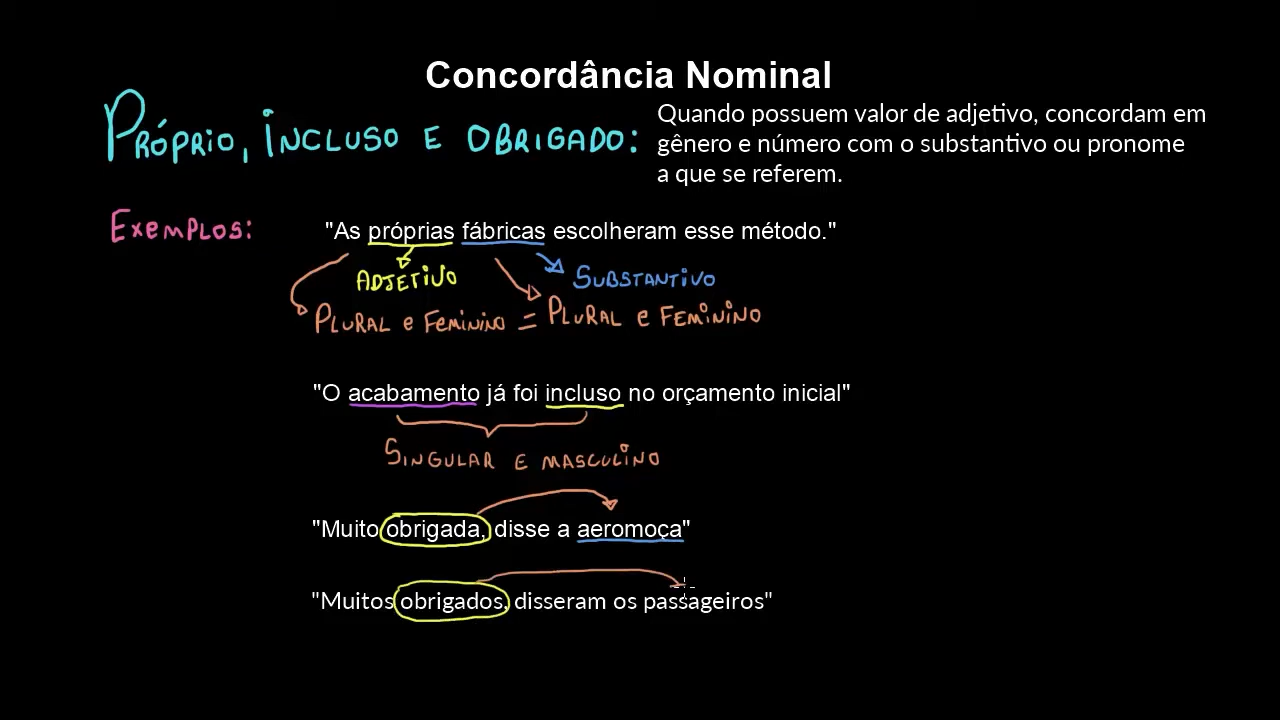 Concordância Nominal
PRÓPRIO, INCLUSO E OBRIGADO:
Quando possuem valor de adjetivo, concordam em
gênero e número com o substantivo ou pronome
a que se referem.
EXEMPLOS:
"As próprias fábricas escolheram esse método."
ADJETIVO
SUBSTANTIVO
PLURAL e FEMININO = PLURAL e FEMININO
"O acabamento já foi incluso no orçamento inicial"
SINGULAR E MASCULINO
"Muito obrigada, disse a aeromoça"
"Muitos obrigados, disseram os passageiros"